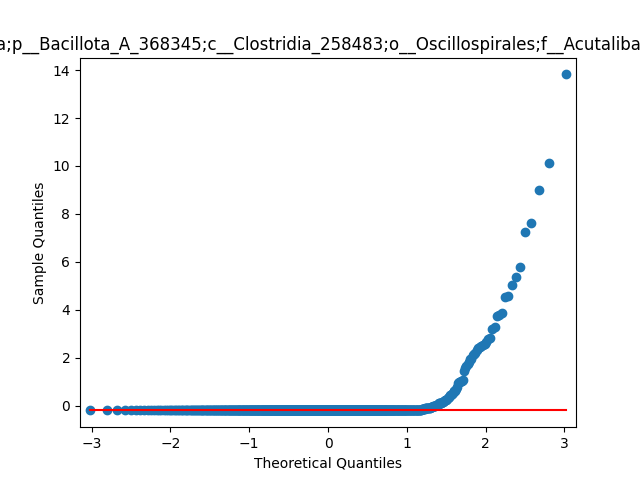 a;p__Bacillota_A_368345;c__Clostridia_258483;o__Oscillospirales;f__Acutaliba
14
12
10
8
6
4
2
0
Sample Quantiles
−3 −2 −1 0 1 2 3
Theoretical Quantiles